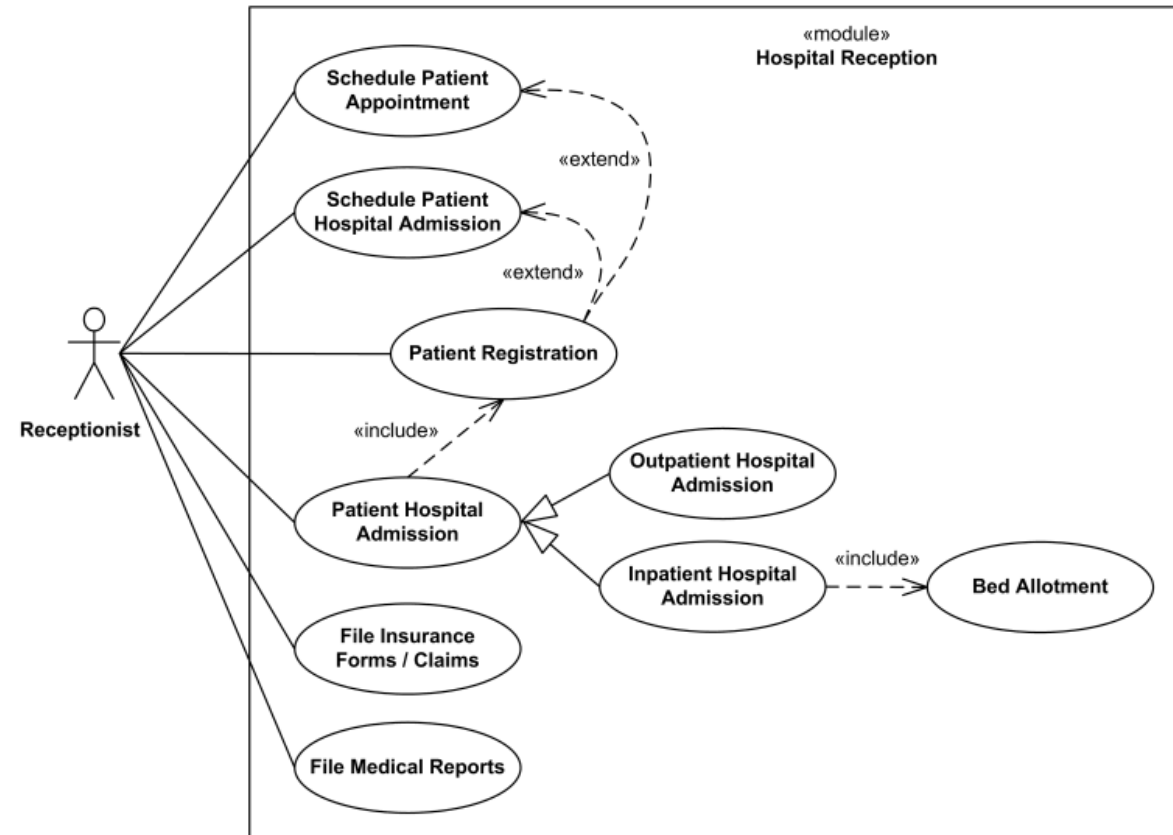 «module»
Hospital Reception
Schedule Patient
Appointment
«extend»
Schedule Patient
Hospital Admission
«extend»
Patient Registration
Receptionist
«include»
Outpatient Hospital
Admission
Patient Hospital
Admission
«include»
Inpatient Hospital
Admission
Bed Allotment
File Insurance
Forms / Claims
File Medical Reports